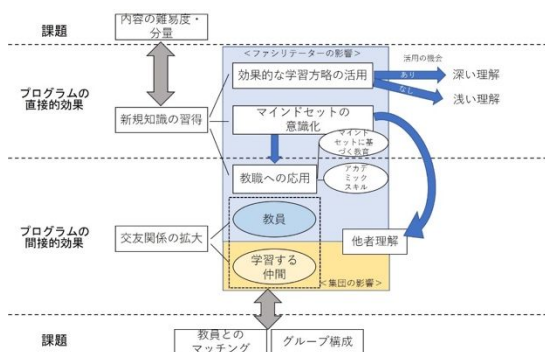 課題
内容の難易度・
分量
<ファシリテーターの影響>
活用の機会
効果的な学習方略の活用
あり
深い理解
なし
浅い理解
プログラムの
直接的効果
新規知識の習得
マインドセットの
意識化
マインド
セットに基
づく教育
教職への応用
アカデ
ミック
スキル
教員
プログラムの
間接的効果
交友関係の拡大
他者理解
学習する
仲間
<集団の影響>
課題
教員との
マッチング
グループ構成